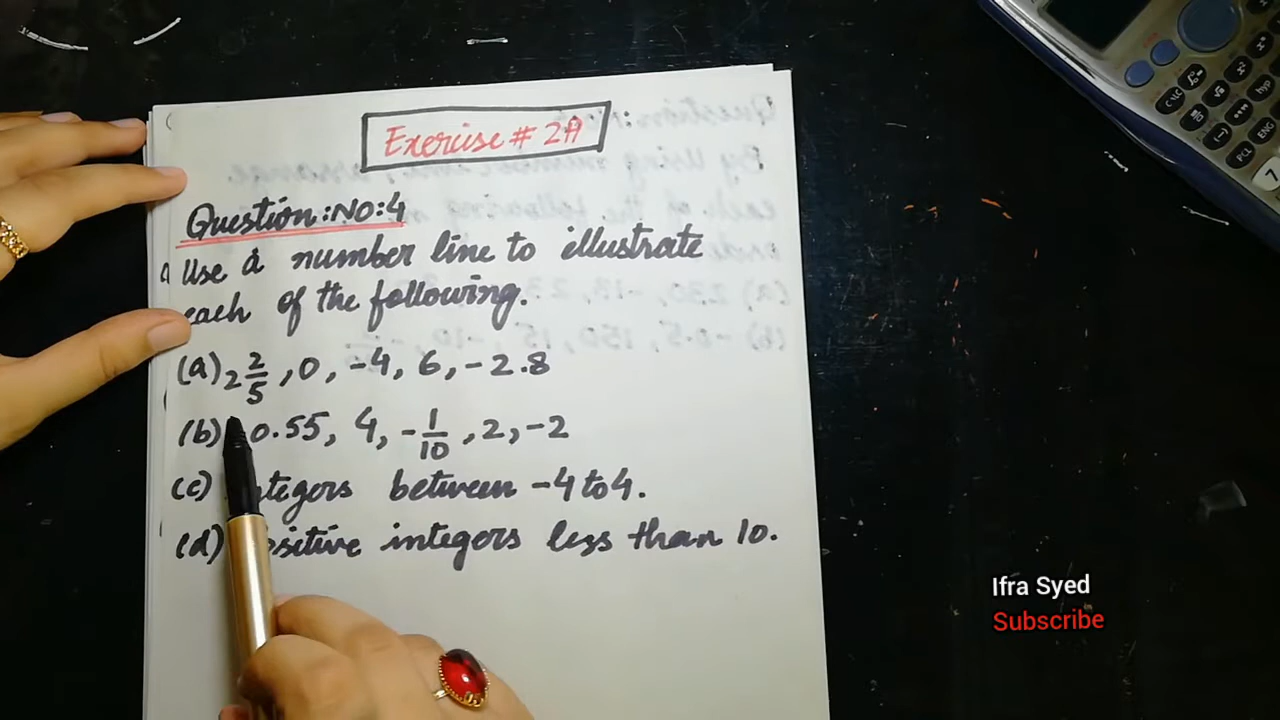 Exercise # 2A
Question:NO:4
Use a number line to illustrate
each of the following.
(a) 2 2/5 , 0 , -4, 6, -2.8
(b) 0.55, 4, -1/10 , 2, -2
(c) integers between -4 to 4.
(d) Positive integers less than 10.
Ifra Syed
Subscribe